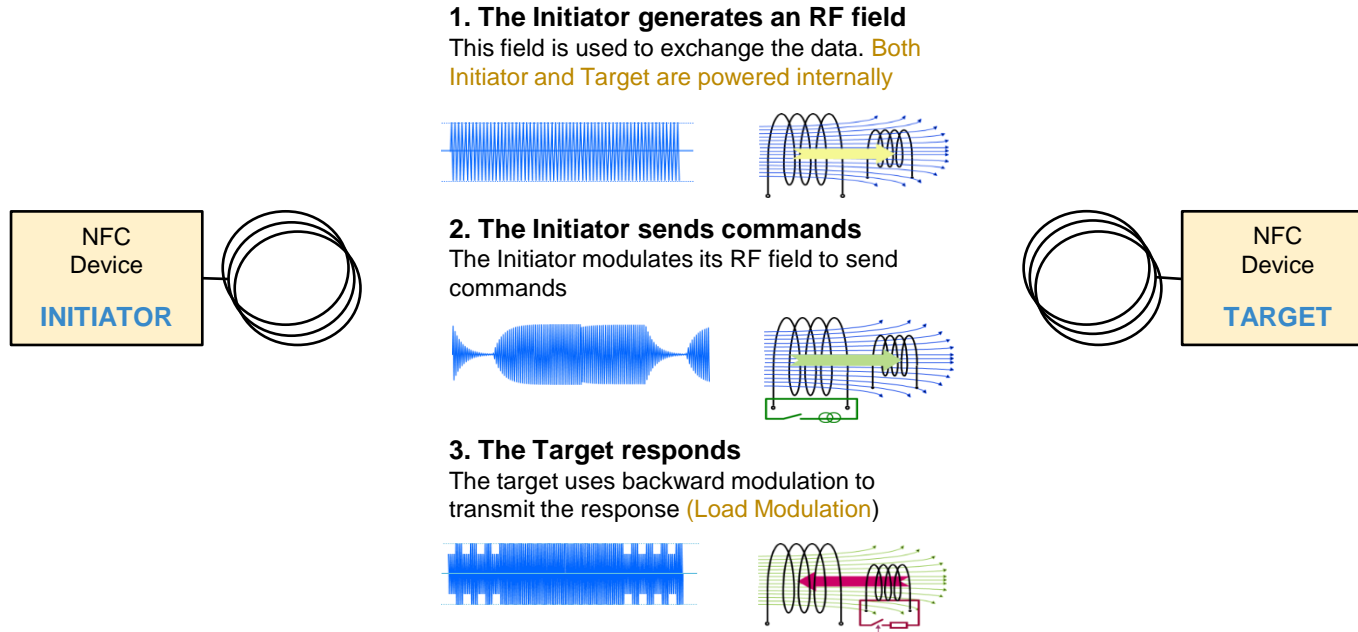 1. The Initiator generates an RF field
This field is used to exchange the data. Both
Initiator and Target are powered internally
NFC
Device
INITIATOR
2. The Initiator sends commands
The Initiator modulates its RF field to send
commands
NFC
Device
TARGET
3. The Target responds
The target uses backward modulation to
transmit the response (Load Modulation)